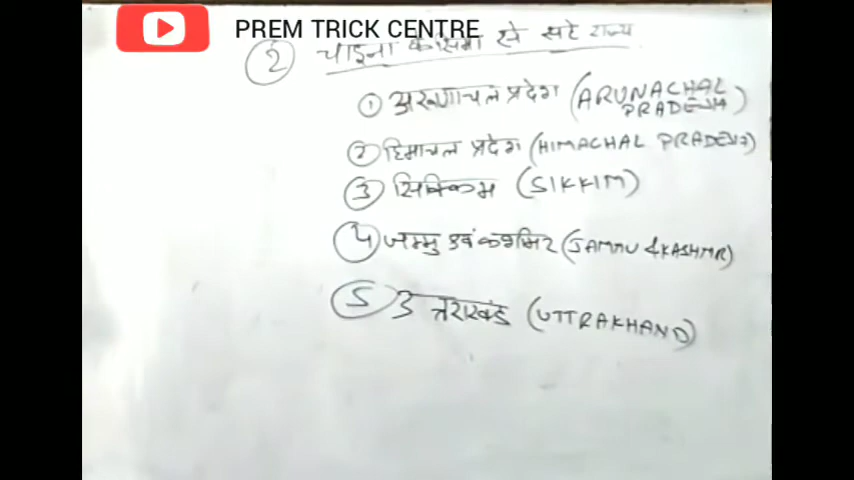 PREM TRICK CENTRE
2 चाइना के सिमा से सटे राज्य
1 अरूणाचल प्रदेश (ARUNACHAL PRADESH)
2 हिमाचल प्रदेश (HIMACHAL PRADESH)
3 सिक्किम (SIKKIM)
4 जम्मु एवं कश्मिर (JAMMU &KASHMR)
5 उत्तराखंड (UTTRAKHAND)